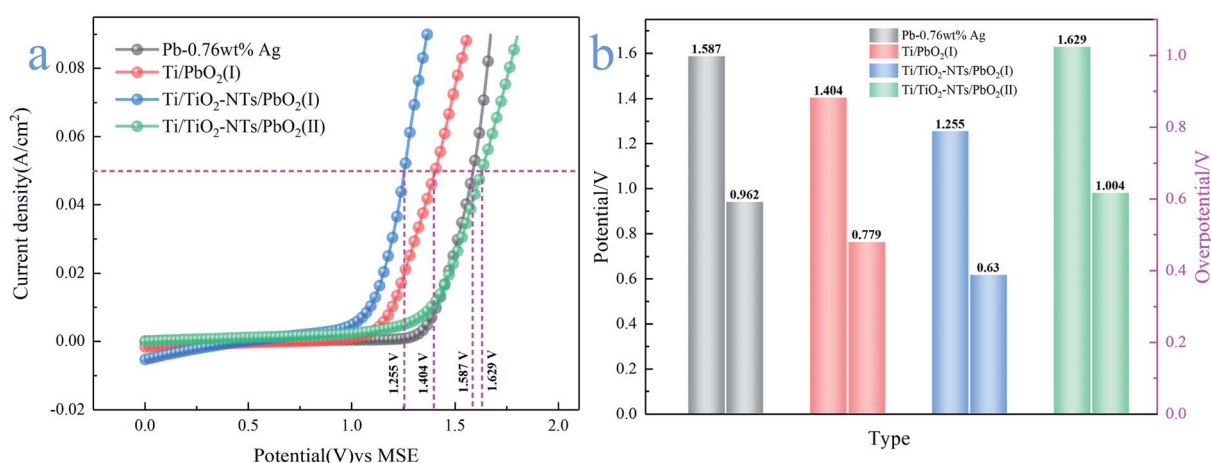 a
Pb-0.76wt% Ag
Ti/PbO₂(I)
Ti/TiO₂-NTs/PbO₂(I)
Ti/TiO₂-NTs/PbO₂(II)
Current density(A/cm²)
0.08
0.06
0.04
0.02
0.00
-0.02
1.255 V
1.404 V
1.587 V
1.629 V
0.0
0.5
1.0
1.5
2.0
Potential(V)vs MSE
b
Pb-0.76wt% Ag
Ti/PbO₂(I)
Ti/TiO₂-NTs/PbO₂(I)
Ti/TiO₂-NTs/PbO₂(II)
Potential/V
1.6
1.4
1.2
1.0
0.8
0.6
0.4
0.2
0.0
1.587
0.962
1.404
0.779
1.255
0.63
1.629
1.004
1.0
0.8
0.6
0.4
0.2
0.0
Overpotential/V
Type